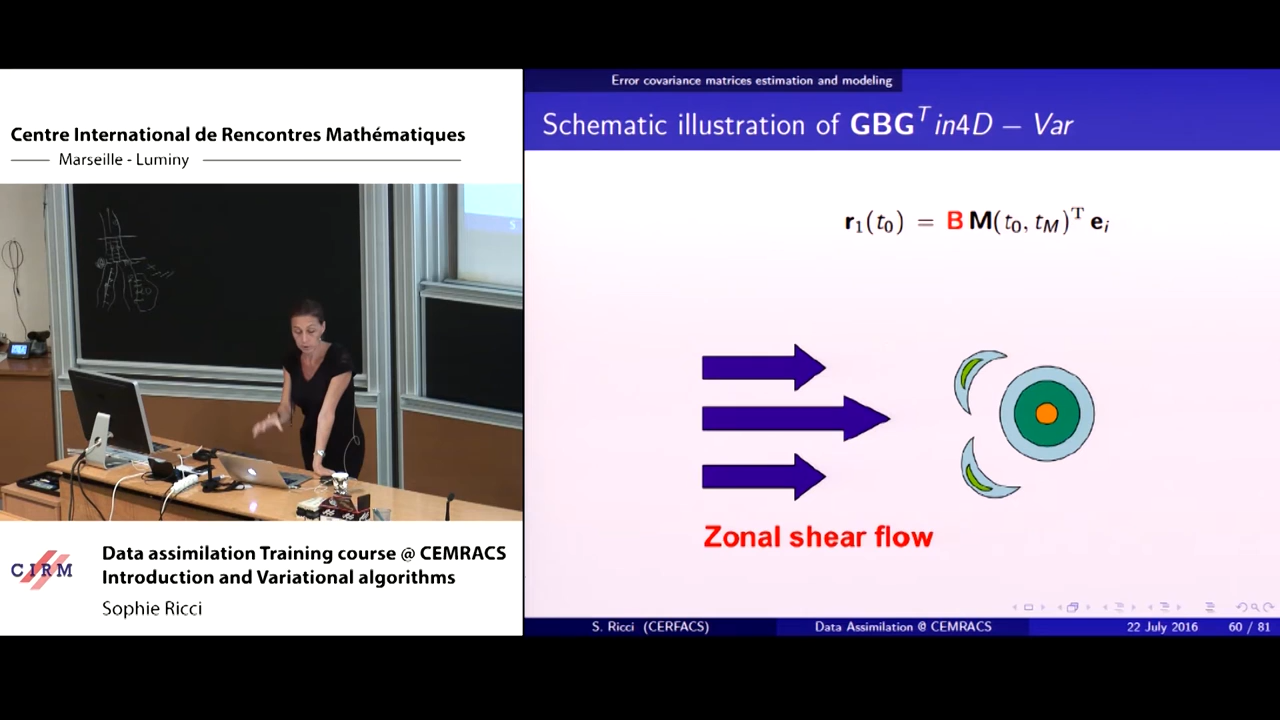 Centre International de Rencontres Mathématiques
Marseille - Luminy
CIRM
Data assimilation Training course @ CEMRACS
Introduction and Variational algorithms
Sophie Ricci
Error covariance matrices estimation and modeling
Schematic illustration of GBG^T in4D − Var
r₁(t₀) = B M(t₀, t_M)^T e_i
Zonal shear flow
S. Ricci (CERFACS)
Data Assimilation @ CEMRACS
22 July 2016
60 / 81